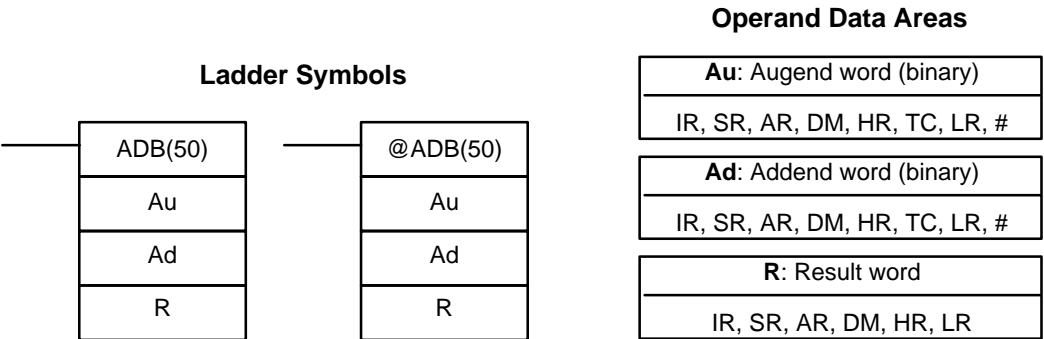 Operand Data Areas
Ladder Symbols
ADB(50)
Au
Ad
R
@ADB(50)
Au
Ad
R
Au: Augend word (binary)
IR, SR, AR, DM, HR, TC, LR, #
Ad: Addend word (binary)
IR, SR, AR, DM, HR, TC, LR, #
R: Result word
IR, SR, AR, DM, HR, LR